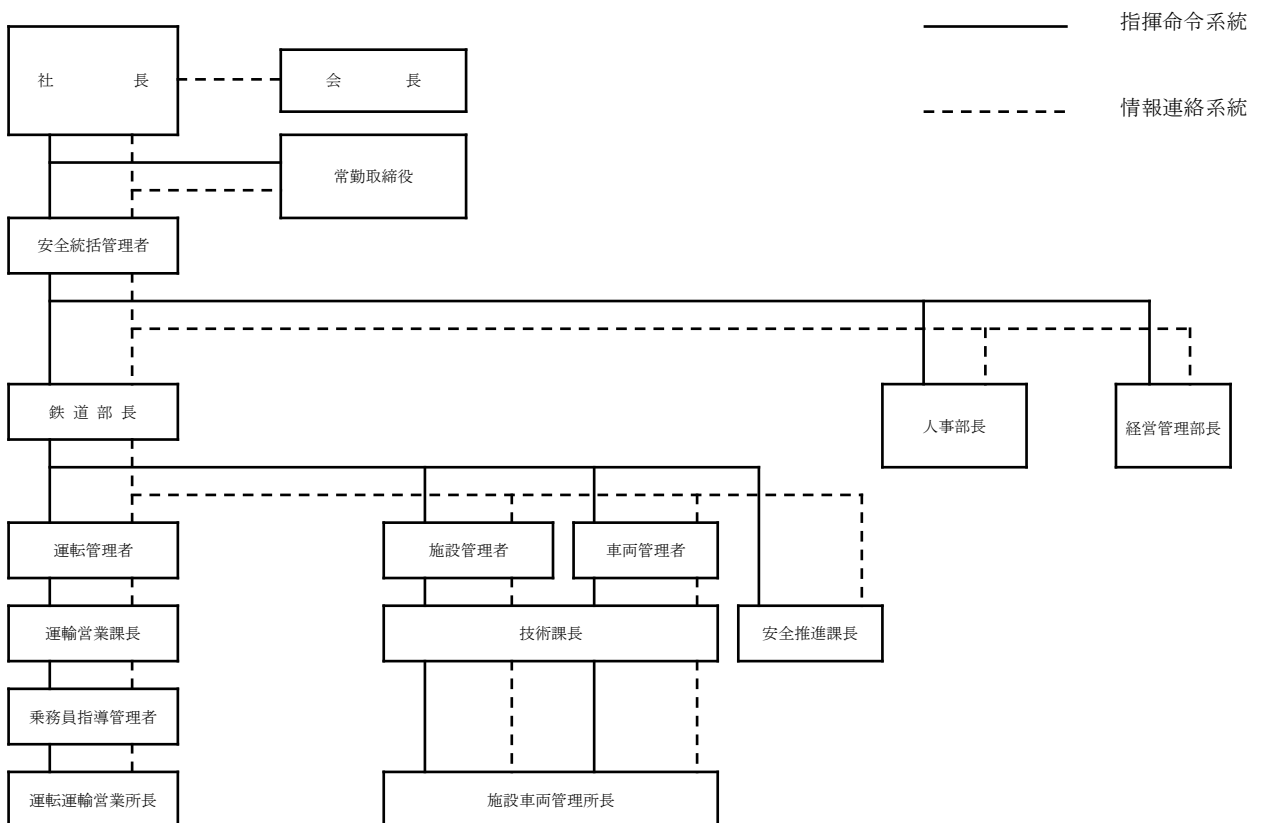 指揮命令系統
社長
会長
情報連絡系統
常勤取締役
安全統括管理者
鉄道部長
人事部長
経営管理部長
運転管理者
施設管理者
車両管理者
運輸営業課長
技術課長
安全推進課長
乗務員指導管理者
運転運輸営業所長
施設車両管理所長